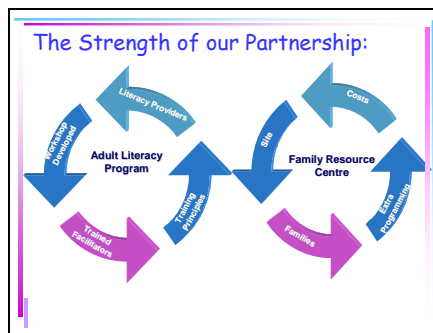 The Strength of our Partnership:
Literacy Providers
Workshop
Developed
Adult Literacy
Program
Training
Principles
Trained
Facilitators
Costs
Site
Family Resource
Centre
Extra
Programming
Families